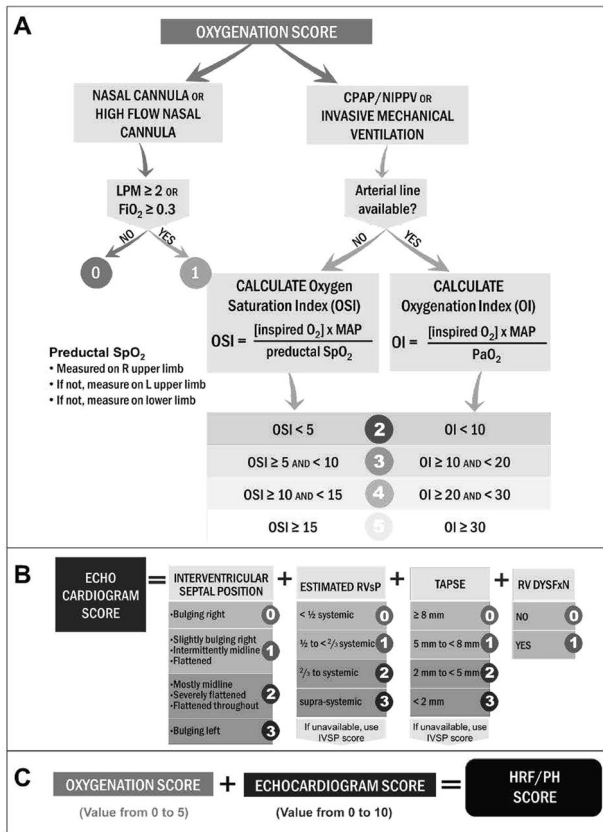 A
OXYGENATION SCORE
NASAL CANNULA OR
HIGH FLOW NASAL
CANNULA
CPAP/NIPPV OR
INVASIVE MECHANICAL
VENTILATION
LPM ≥ 2 OR
FiO₂ ≥ 0.3
Arterial line
available?
NO
YES
NO
YES
0
1
CALCULATE Oxygen
Saturation Index (OSI)
OSI = [inspired O₂] x MAP
preductal SpO₂
CALCULATE
Oxygenation Index (OI)
OI = [inspired O₂] x MAP
PaO₂
Preductal SpO₂
• Measured on R upper limb
• If not, measure on L upper limb
• If not, measure on lower limb
OSI < 5 2 OI < 10
OSI ≥ 5 AND < 10 3 OI ≥ 10 AND < 20
OSI ≥ 10 AND < 15 4 OI ≥ 20 AND < 30
OSI ≥ 15 5 OI ≥ 30
B
ECHO
CARDIOGRAM
SCORE
=
INTERVENTRICULAR
SEPTAL POSITION
•Bulging right 0
•Slightly bulging right
•Intermittently midline 1
•Flattened
•Mostly midline
•Severely flattened 2
•Flattened throughout
•Bulging left 3
+
ESTIMATED RVsP
< ½ systemic 0
½ to < ²/₃ systemic 1
²/₃ to systemic 2
supra-systemic 3
If unavailable, use
IVSP score
+
TAPSE
≥ 8 mm 0
5 mm to < 8 mm 1
2 mm to < 5 mm 2
< 2 mm 3
If unavailable, use
IVSP score
+
RV DYSFxN
NO 0
YES 1
C
OXYGENATION SCORE + ECHOCARDIOGRAM SCORE = HRF/PH
SCORE
(Value from 0 to 5) (Value from 0 to 10)